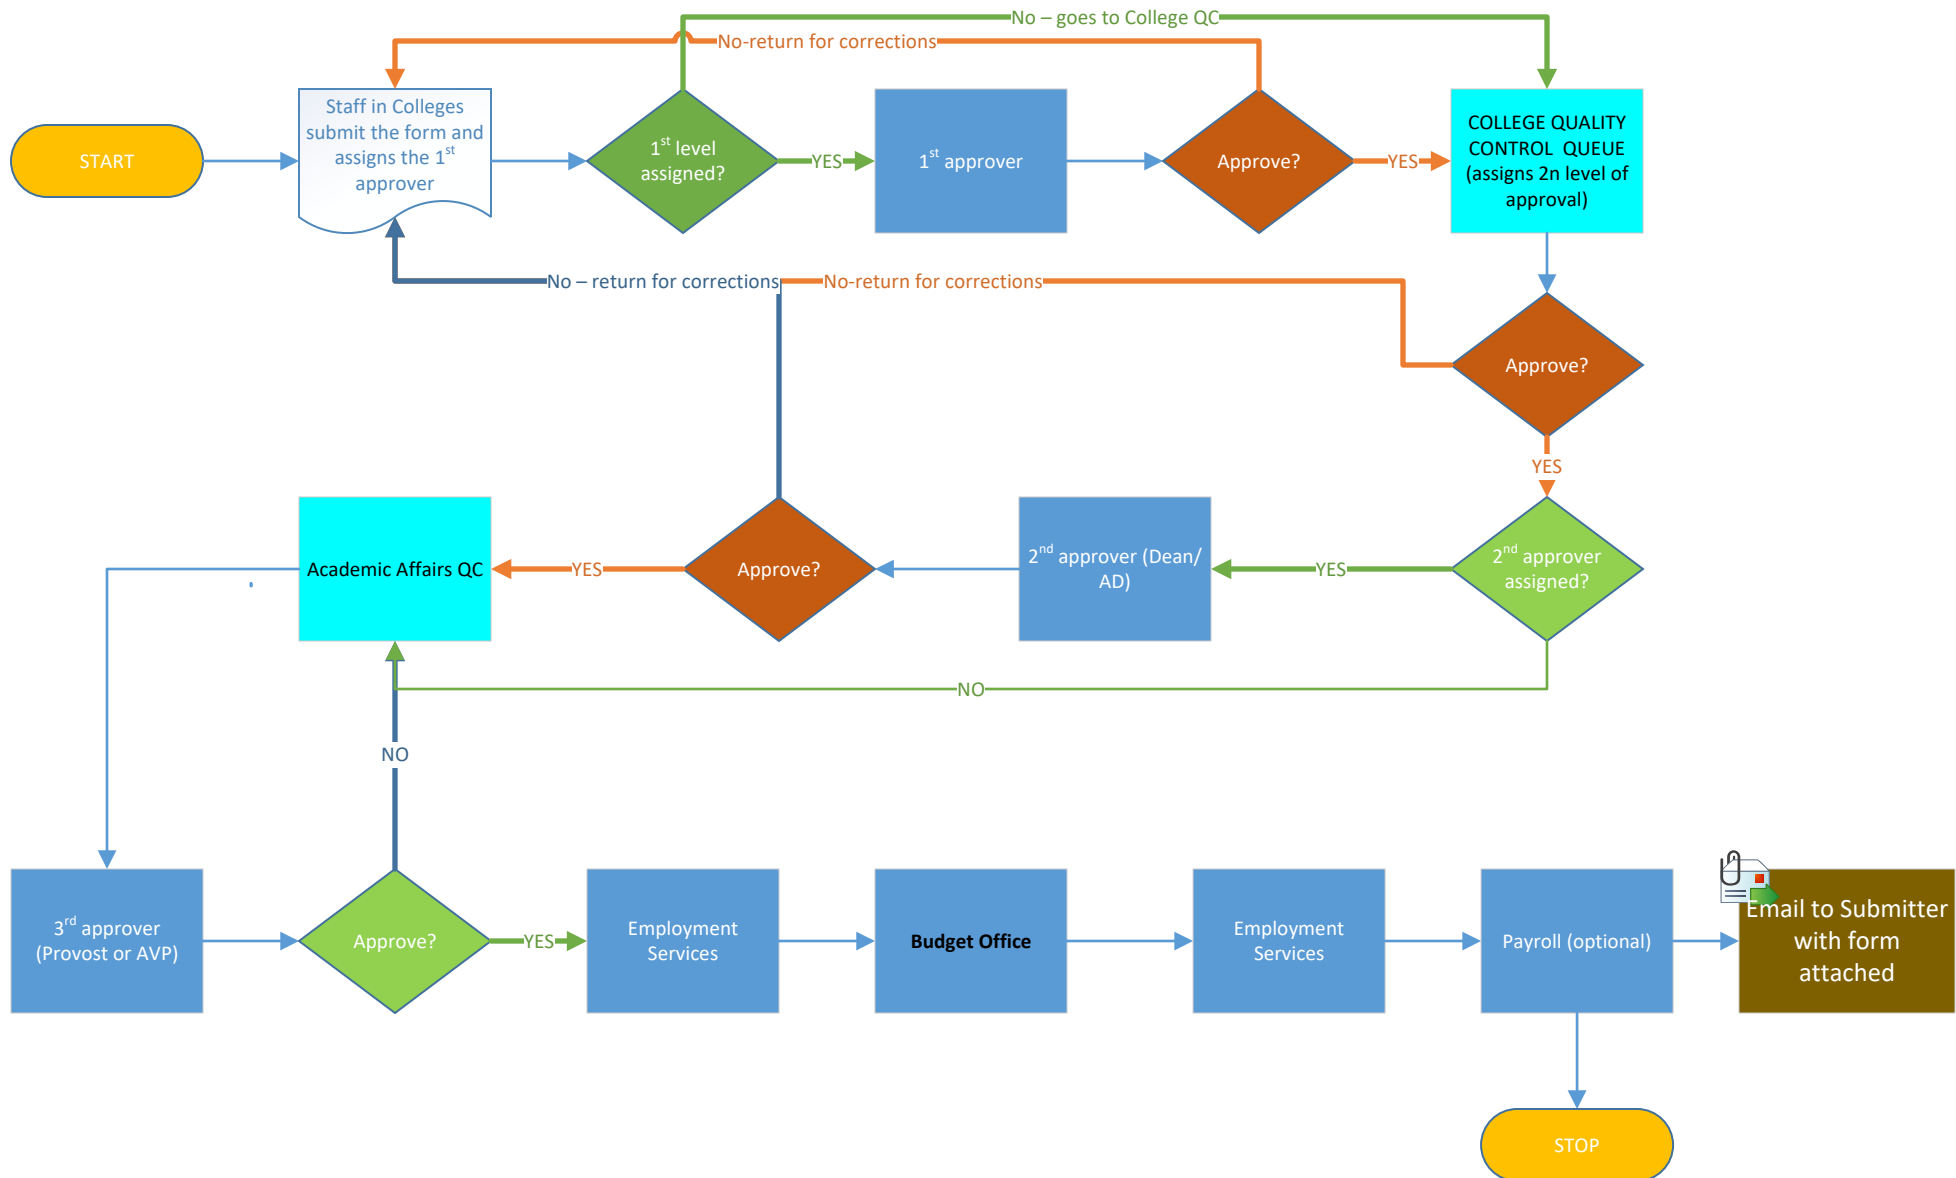 No – goes to College QC
No-return for corrections
START
Staff in Colleges
submit the form and
assigns the 1st
approver
1st level
assigned?
YES
1st approver
Approve?
YES
COLLEGE QUALITY
CONTROL QUEUE
(assigns 2n level of
approval)
No – return for corrections
No-return for corrections
Approve?
YES
Academic Affairs QC
YES
Approve?
2nd approver (Dean/
AD)
YES
2nd approver
assigned?
NO
NO
3rd approver
(Provost or AVP)
Approve?
YES
Employment
Services
Budget Office
Employment
Services
Payroll (optional)
Email to Submitter
with form
attached
STOP